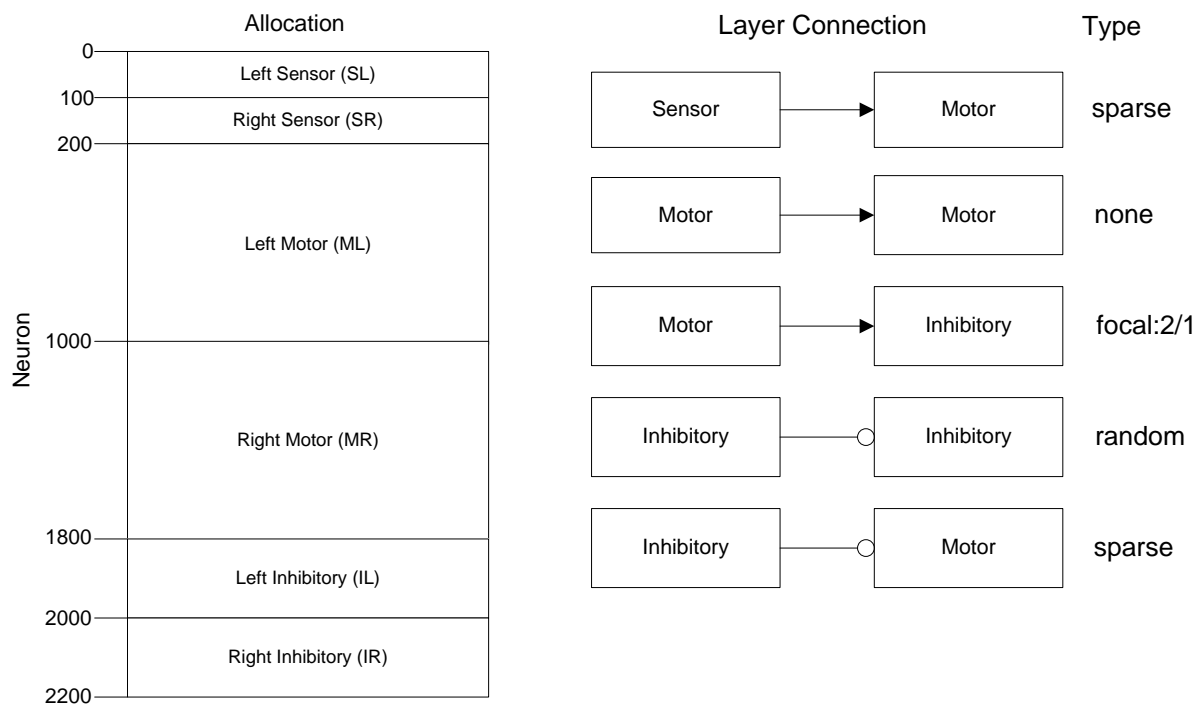 Allocation
Neuron
0
Left Sensor (SL)
100
Right Sensor (SR)
200
Left Motor (ML)
1000
Right Motor (MR)
1800
Left Inhibitory (IL)
2000
Right Inhibitory (IR)
2200
Layer Connection Type
Sensor Motor sparse
Motor Motor none
Motor Inhibitory focal:2/1
Inhibitory Inhibitory random
Inhibitory Motor sparse